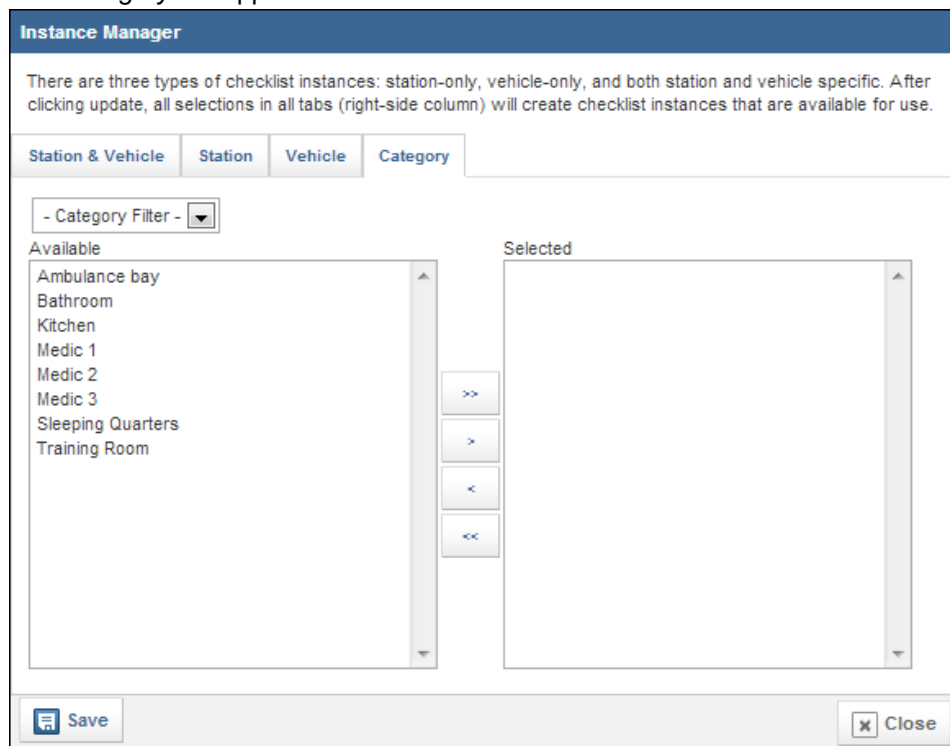 Instance Manager
There are three types of checklist instances: station-only, vehicle-only, and both station and vehicle specific. After
clicking update, all selections in all tabs (right-side column) will create checklist instances that are available for use.
Station & Vehicle Station Vehicle Category
- Category Filter -
Available Selected
Ambulance bay
Bathroom
Kitchen
Medic 1
Medic 2
Medic 3
Sleeping Quarters
Training Room
>>
>
<
<<
Save Close